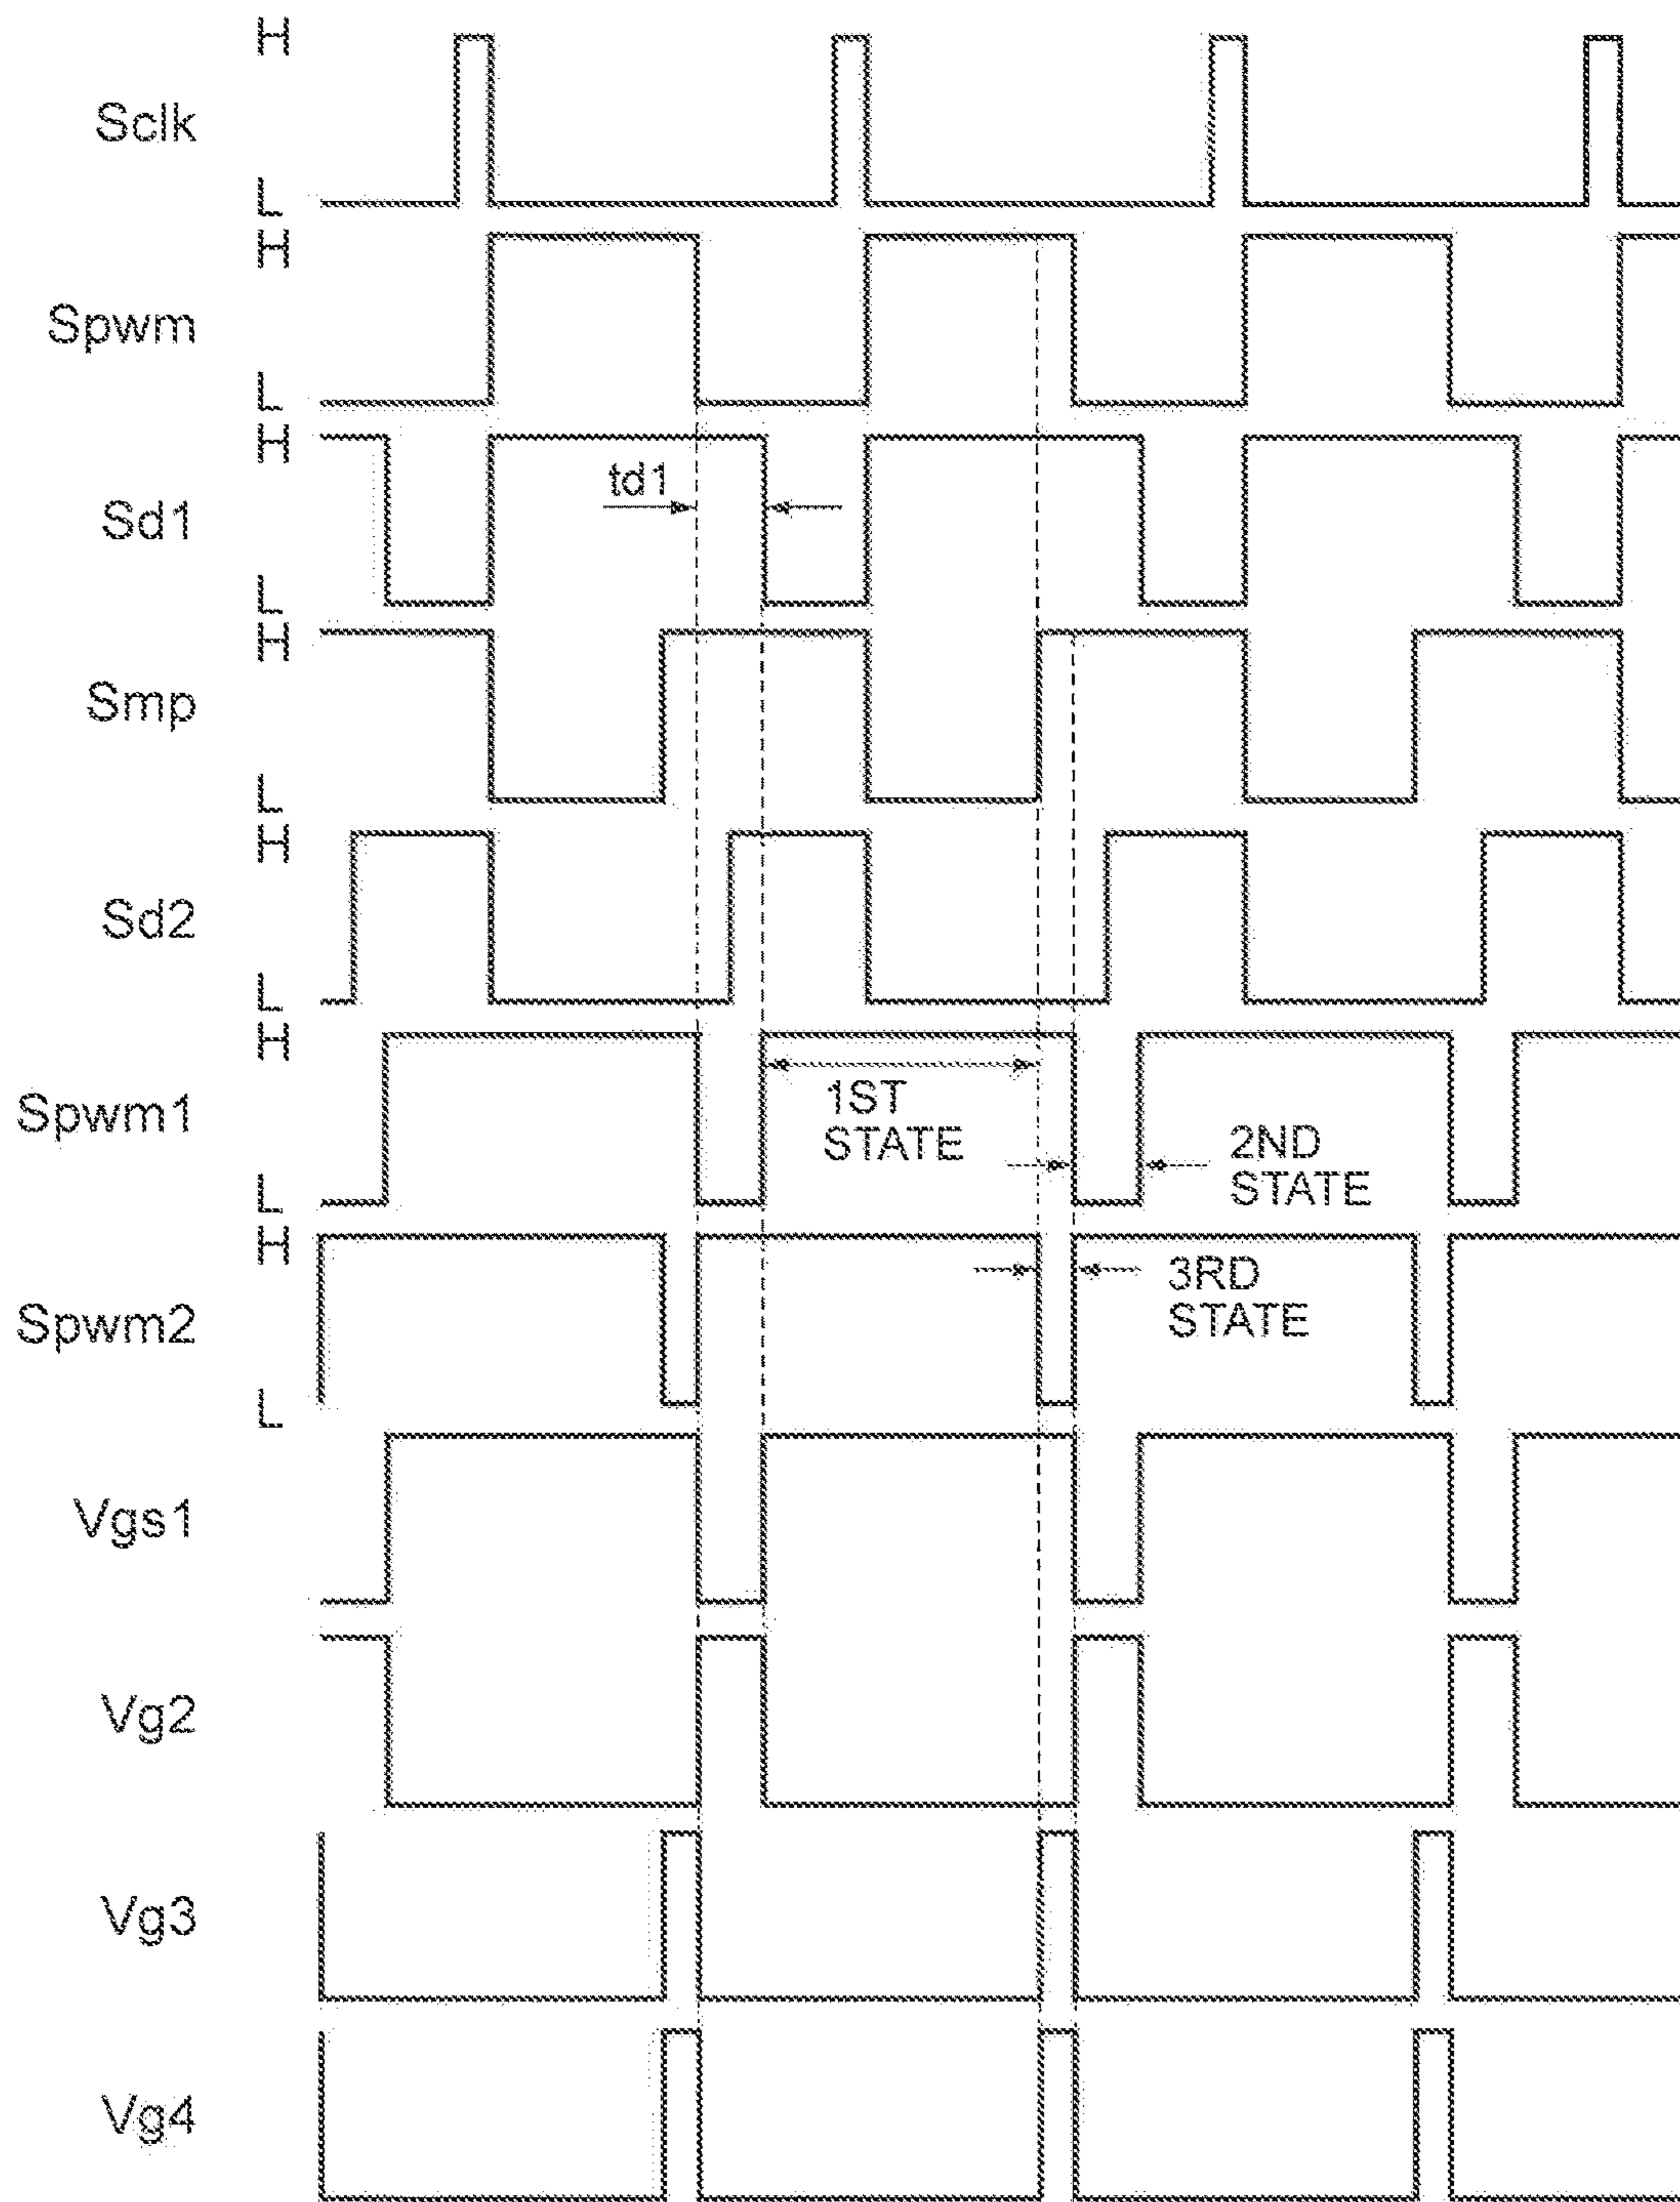 H
Sclk
L
H
Spwm
L
H
td1
Sd1
L
H
Smp
L
H
Sd2
L
H
1ST
STATE
Spwm1
2ND
STATE
L
H
3RD
STATE
Spwm2
L
Vgs1
Vg2
Vg3
Vg4